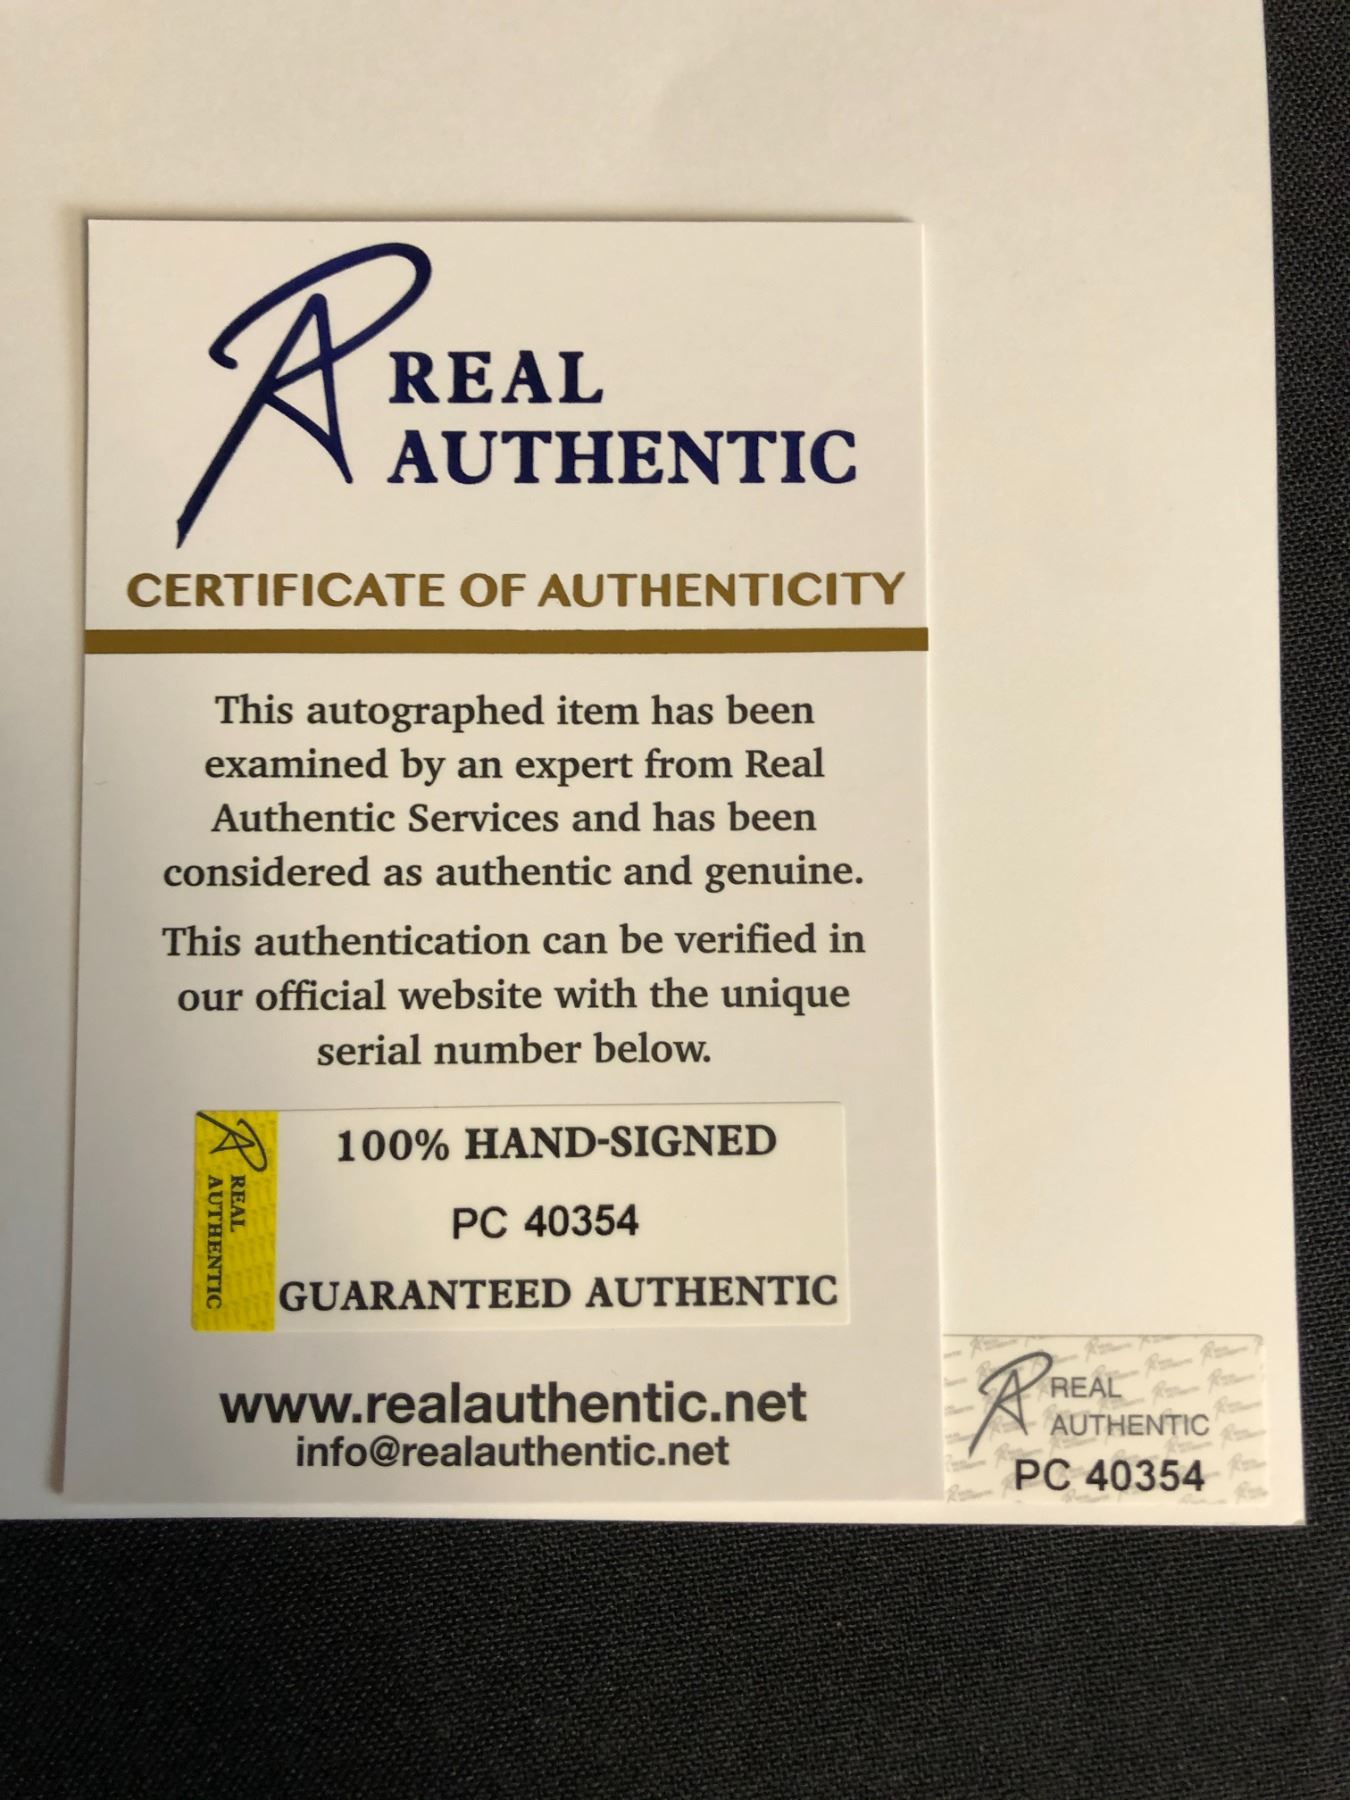 REAL
AUTHENTIC
CERTIFICATE OF AUTHENTICITY
This autographed item has been
examined by an expert from Real
Authentic Services and has been
considered as authentic and genuine.
This authentication can be verified in
our official website with the unique
serial number below.
REAL
AUTHENTIC
100% HAND-SIGNED
PC 40354
GUARANTEED AUTHENTIC
www.realauthentic.net
info@realauthentic.net
REAL
AUTHENTIC
PC 40354